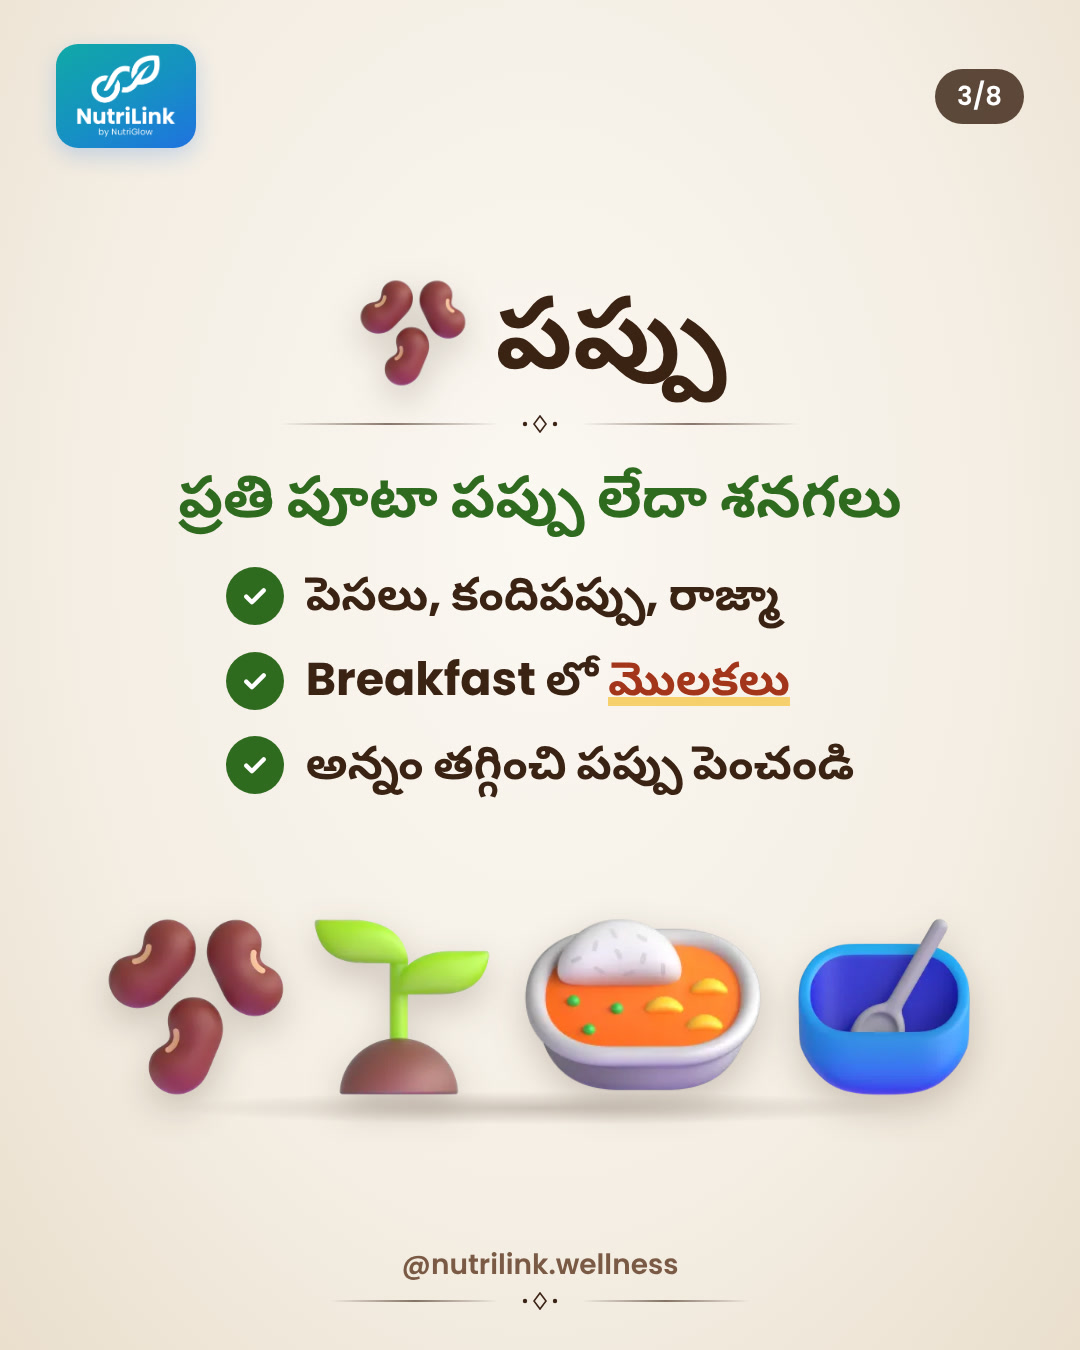 NutriLink
by NutriGlow
3/8
పప్పు
ప్రతి పూటా పప్పు లేదా శనగలు
పెసలు, కందిపప్పు, రాజ్మా
Breakfast లో మొలకలు
అన్నం తగ్గించి పప్పు పెంచండి
@nutrilink.wellness